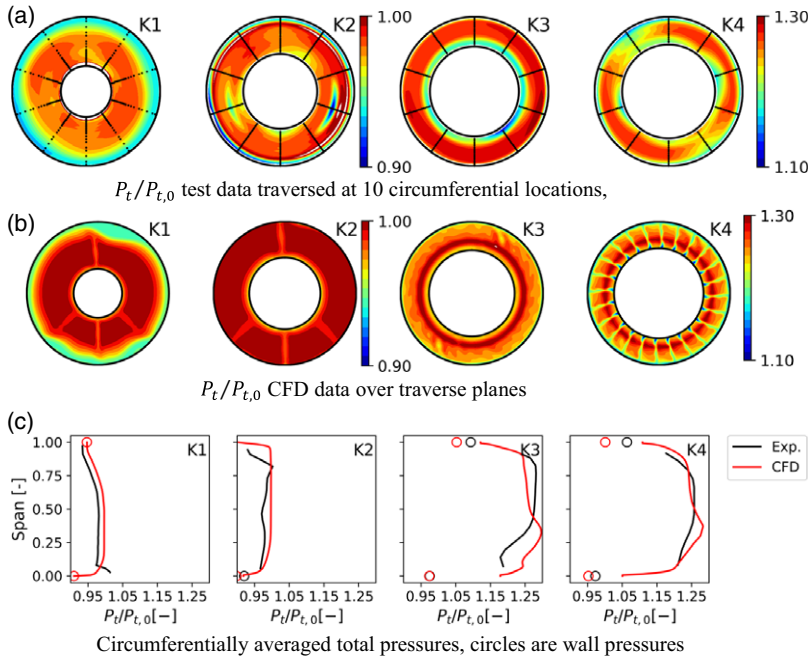 (a)
K1
K2
1.00
0.90
K3
K4
1.30
1.10
P_t/P_{t,0} test data traversed at 10 circumferential locations,
(b)
K1
K2
1.00
0.90
K3
K4
1.30
1.10
P_t/P_{t,0} CFD data over traverse planes
(c)
Span [-]
1.00
0.75
0.50
0.25
0.00
K1
K2
K3
K4
Exp.
CFD
0.95 1.05 1.15 1.25
0.95 1.05 1.15 1.25
0.95 1.05 1.15 1.25
0.95 1.05 1.15 1.25
P_t/P_{t,0}[−]
P_t/P_{t,0}[−]
P_t/P_{t,0}[−]
P_t/P_{t,0}[−]
Circumferentially averaged total pressures, circles are wall pressures